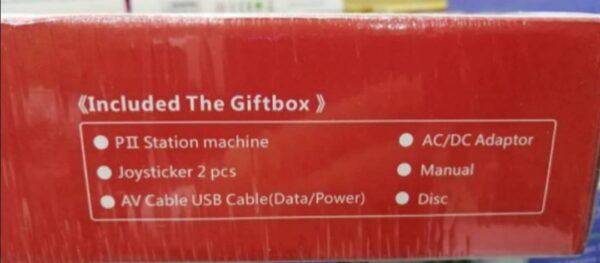 《Included The Giftbox》
● PII Station machine
● AC/DC Adaptor
● Joysticker 2 pcs
● Manual
● AV Cable USB Cable(Data/Power)
● Disc